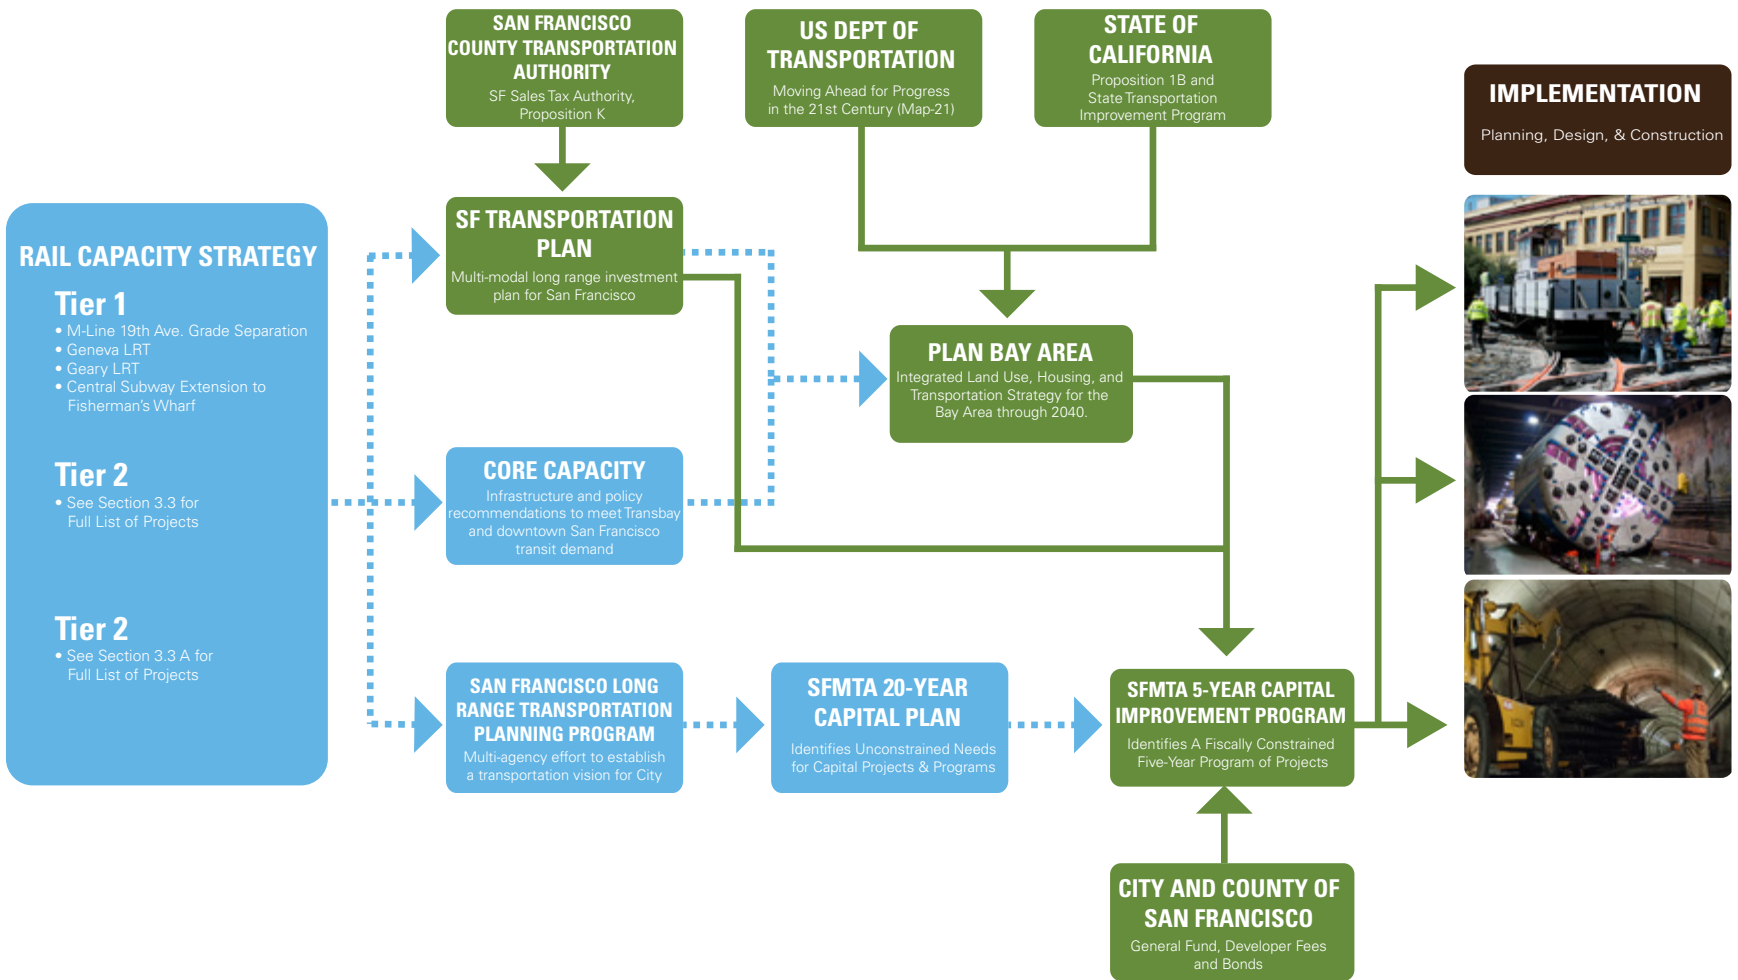 SAN FRANCISCO
COUNTY TRANSPORTATION
AUTHORITY
SF Sales Tax Authority,
Proposition K
US DEPT OF
TRANSPORTATION
Moving Ahead for Progress
in the 21st Century (Map-21)
STATE OF
CALIFORNIA
Proposition 1B and
State Transportation
Improvement Program
IMPLEMENTATION
Planning, Design, & Construction
RAIL CAPACITY STRATEGY
Tier 1
• M-Line 19th Ave. Grade Separation
• Geneva LRT
• Geary LRT
• Central Subway Extension to
Fisherman's Wharf
Tier 2
• See Section 3.3 for
Full List of Projects
Tier 2
• See Section 3.3 A for
Full List of Projects
SF TRANSPORTATION
PLAN
Multi-modal long range investment
plan for San Francisco
PLAN BAY AREA
Integrated Land Use, Housing, and
Transportation Strategy for the
Bay Area through 2040.
CORE CAPACITY
Infrastructure and policy
recommendations to meet Transbay
and downtown San Francisco
transit demand
SAN FRANCISCO LONG
RANGE TRANSPORTATION
PLANNING PROGRAM
Multi-agency effort to establish
a transportation vision for City
SFMTA 20-YEAR
CAPITAL PLAN
Identifies Unconstrained Needs
for Capital Projects & Programs
SFMTA 5-YEAR CAPITAL
IMPROVEMENT PROGRAM
Identifies A Fiscally Constrained
Five-Year Program of Projects
CITY AND COUNTY OF
SAN FRANCISCO
General Fund, Developer Fees
and Bonds